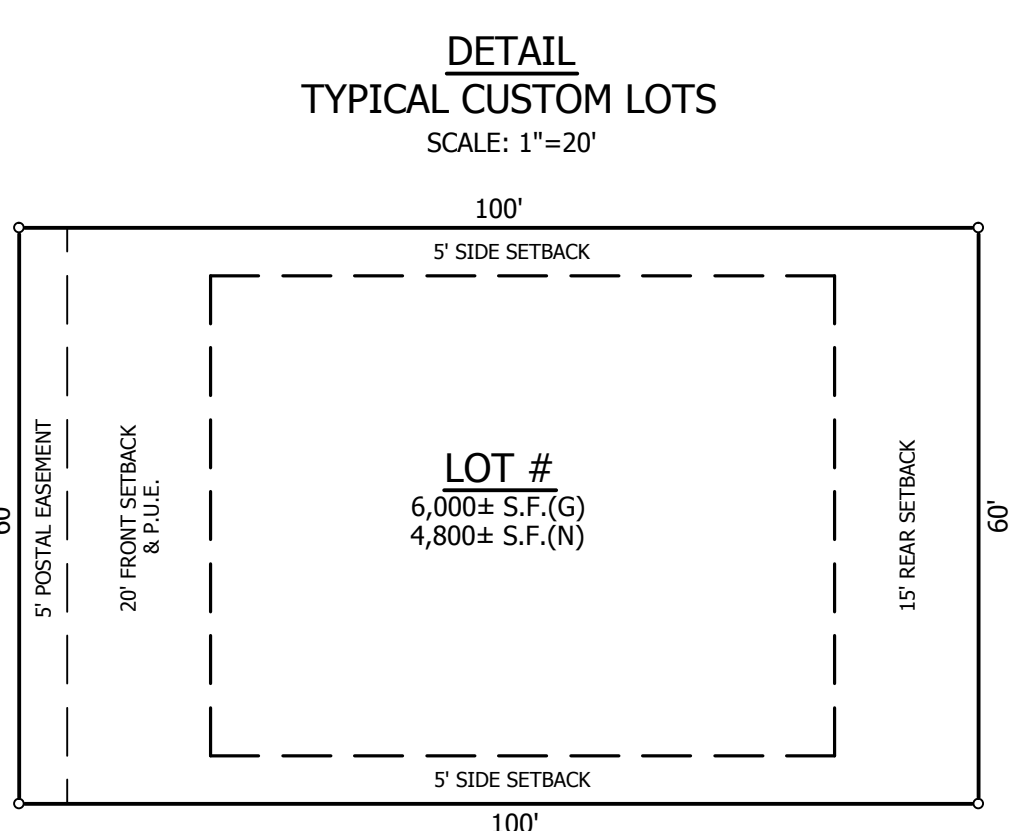 DETAIL
TYPICAL CUSTOM LOTS
SCALE: 1"=20'
100'
5' SIDE SETBACK
60'
5' POSTAL EASEMENT
20' FRONT SETBACK
& P.U.E.
LOT #
6,000± S.F.(G)
4,800± S.F.(N)
15' REAR SETBACK
60'
5' SIDE SETBACK
100'